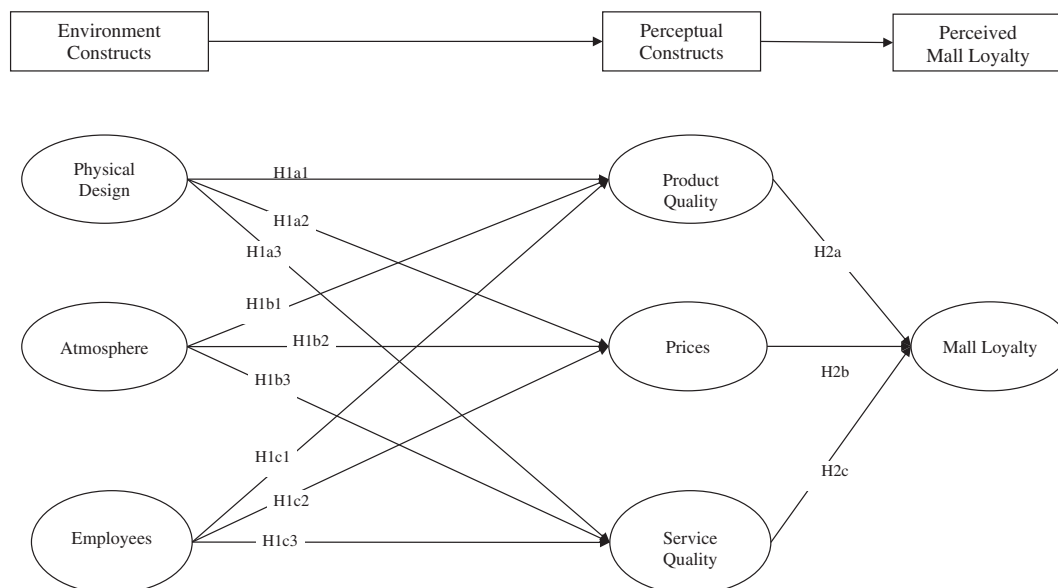 Environment
Constructs
Perceptual
Constructs
Perceived
Mall Loyalty
Physical
Design
H1a1
H1a2
H1a3
Product
Quality
H2a
Atmosphere
H1b1
H1b2
H1b3
Prices
H2b
Mall Loyalty
Employees
H1c1
H1c2
H1c3
Service
Quality
H2c